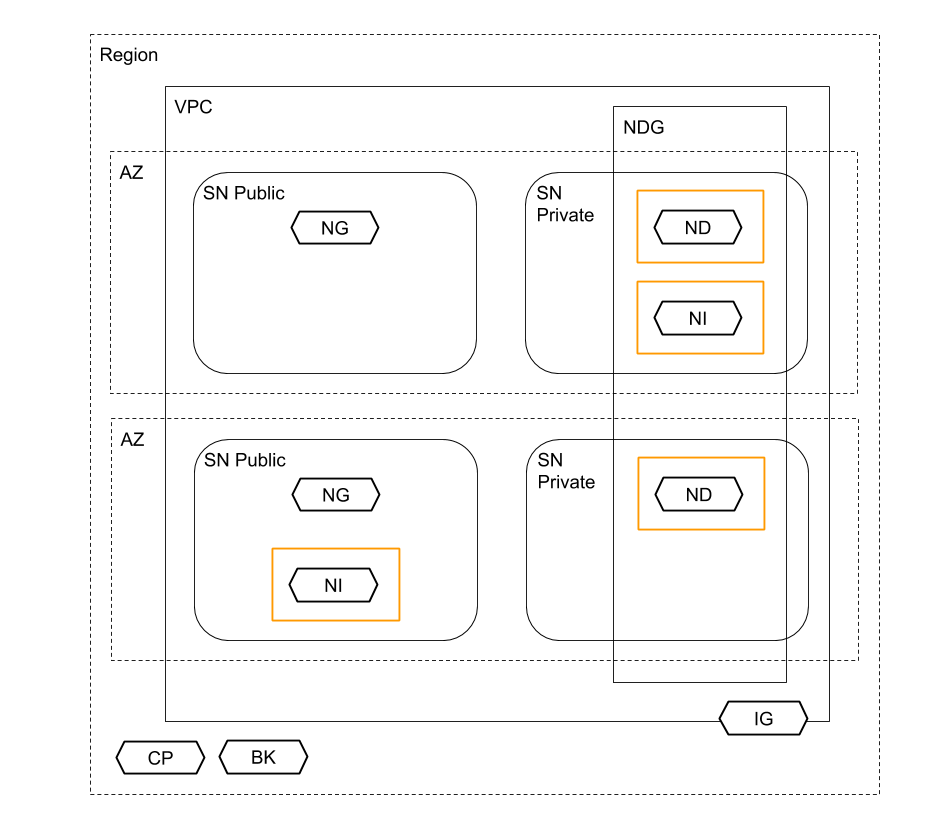 Region
VPC
NDG
AZ
SN Public
NG
SN
Private
ND
NI
AZ
SN Public
NG
NI
SN
Private
ND
IG
CP
BK